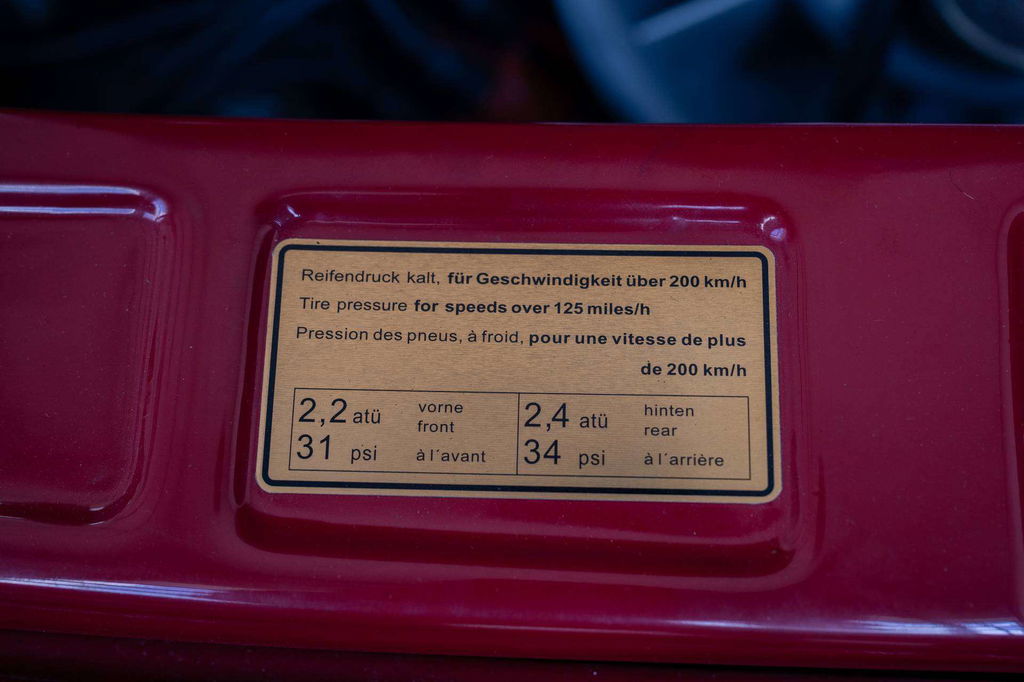 Reifendruck kalt, für Geschwindigkeit über 200 km/h
Tire pressure for speeds over 125 miles/h
Pression des pneus, à froid, pour une vitesse de plus
de 200 km/h
2,2 atü vorne
front
31 psi à l´avant
2,4 atü hinten
rear
34 psi à l´arrière